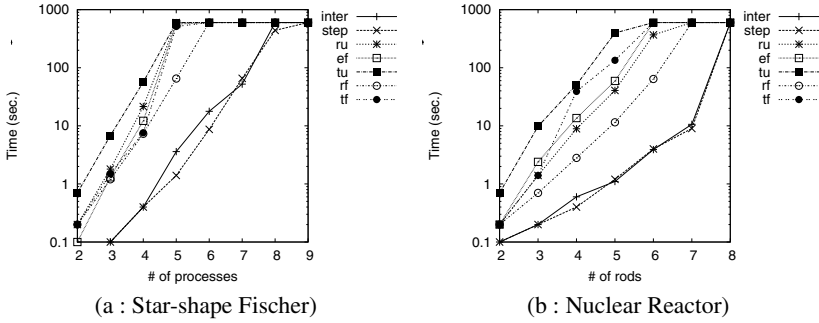 1000
100
10
1
0.1
Time (sec.)
2 3 4 5 6 7 8 9
# of processes
inter
step
ru
ef
tu
rf
tf
(a : Star-shape Fischer)
1000
100
10
1
0.1
Time (sec.)
2 3 4 5 6 7 8
# of rods
inter
step
ru
ef
tu
rf
tf
(b : Nuclear Reactor)